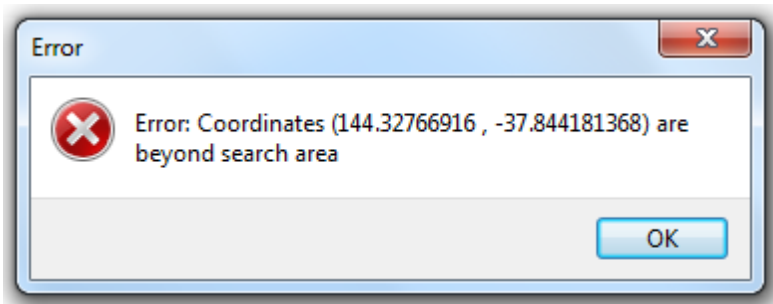 Error
Error: Coordinates (144.32766916 , -37.844181368) are
beyond search area
OK